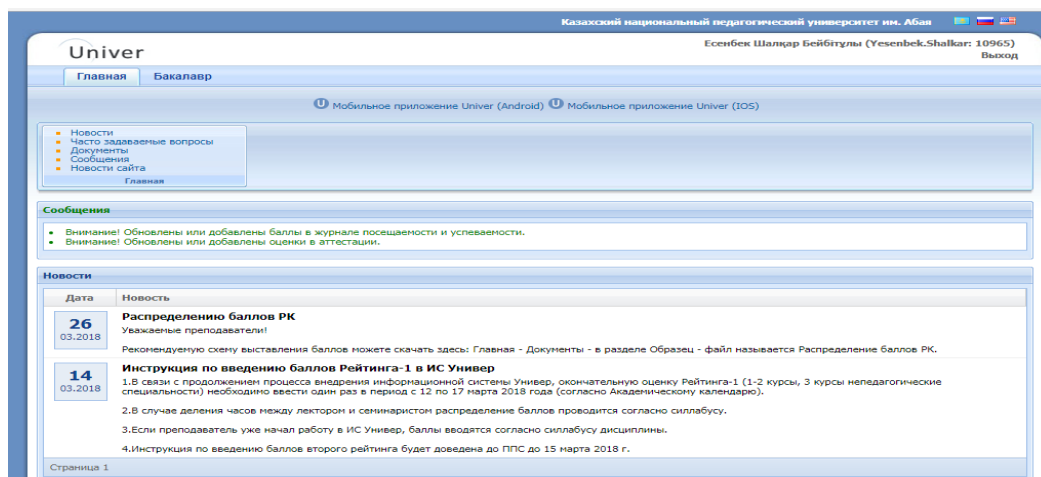 Казахский национальный педагогический университет им. Абая
Univer
Есенбек Шалқар Бейбітұлы (Yesenbek.Shalkar: 10965)
Выход
Главная Бакалавр
Мобильное приложение Univer (Android) Мобильное приложение Univer (IOS)
Новости
Часто задаваемые вопросы
Документы
Сообщения
Новости сайта
Главная
Сообщения
Внимание! Обновлены или добавлены баллы в журнале посещаемости и успеваемости.
Внимание! Обновлены или добавлены оценки в аттестации.
Новости
Дата Новость
26
03.2018
Распределению баллов РК
Уважаемые преподаватели!
Рекомендуемую схему выставления баллов можете скачать здесь: Главная - Документы - в разделе Образец - файл называется Распределение баллов РК.
14
03.2018
Инструкция по введению баллов Рейтинга-1 в ИС Универ
1.В связи с продолжением процесса внедрения информационной системы Универ, окончательную оценку Рейтинга-1 (1-2 курсы, 3 курсы непедагогические
специальности) необходимо ввести один раз в период с 12 по 17 марта 2018 года (согласно Академическому календарю).
2.В случае деления часов между лектором и семинаристом распределение баллов проводится согласно силлабусу.
3.Если преподаватель уже начал работу в ИС Универ, баллы вводятся согласно силлабусу дисциплины.
4.Инструкция по введению баллов второго рейтинга будет доведена до ППС до 15 марта 2018 г.
Страница 1